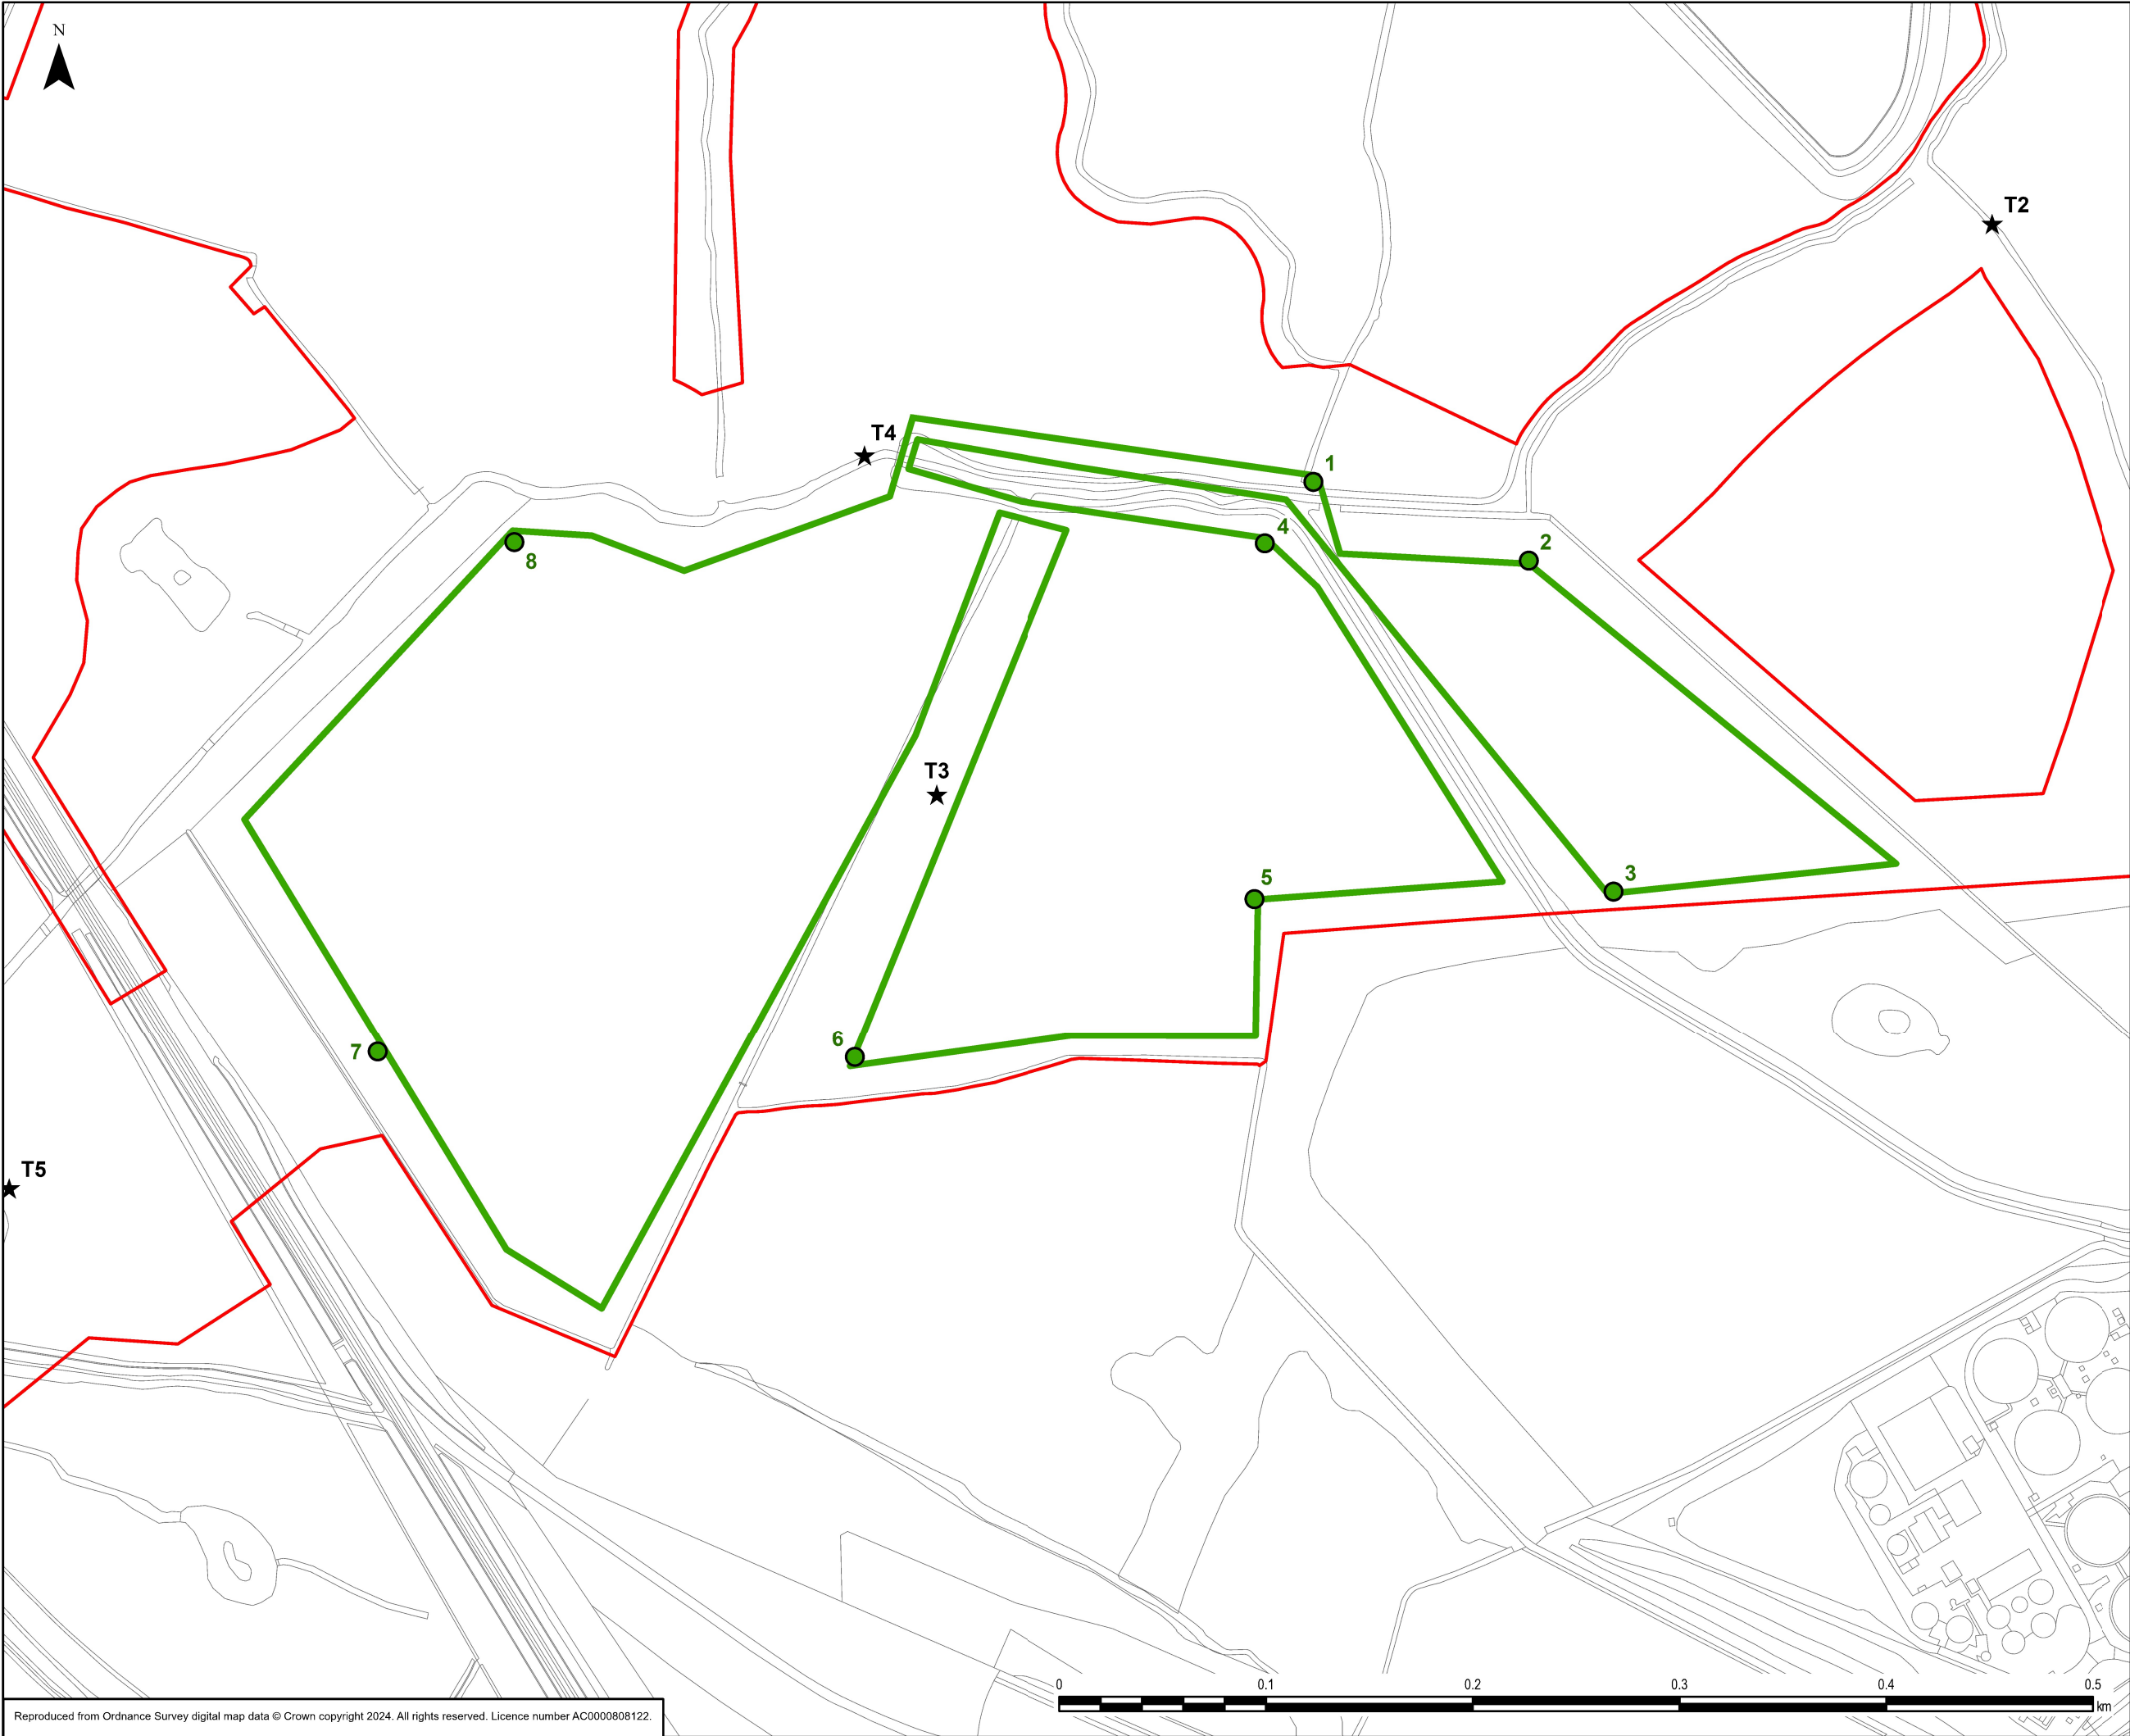 N
T2
T4
1
4
2
8
T3
5
3
6
7
T5
0 0.1 0.2 0.3 0.4 0.5
km
Reproduced from Ordnance Survey digital map data © Crown copyright 2024. All rights reserved. Licence number AC0000808122.